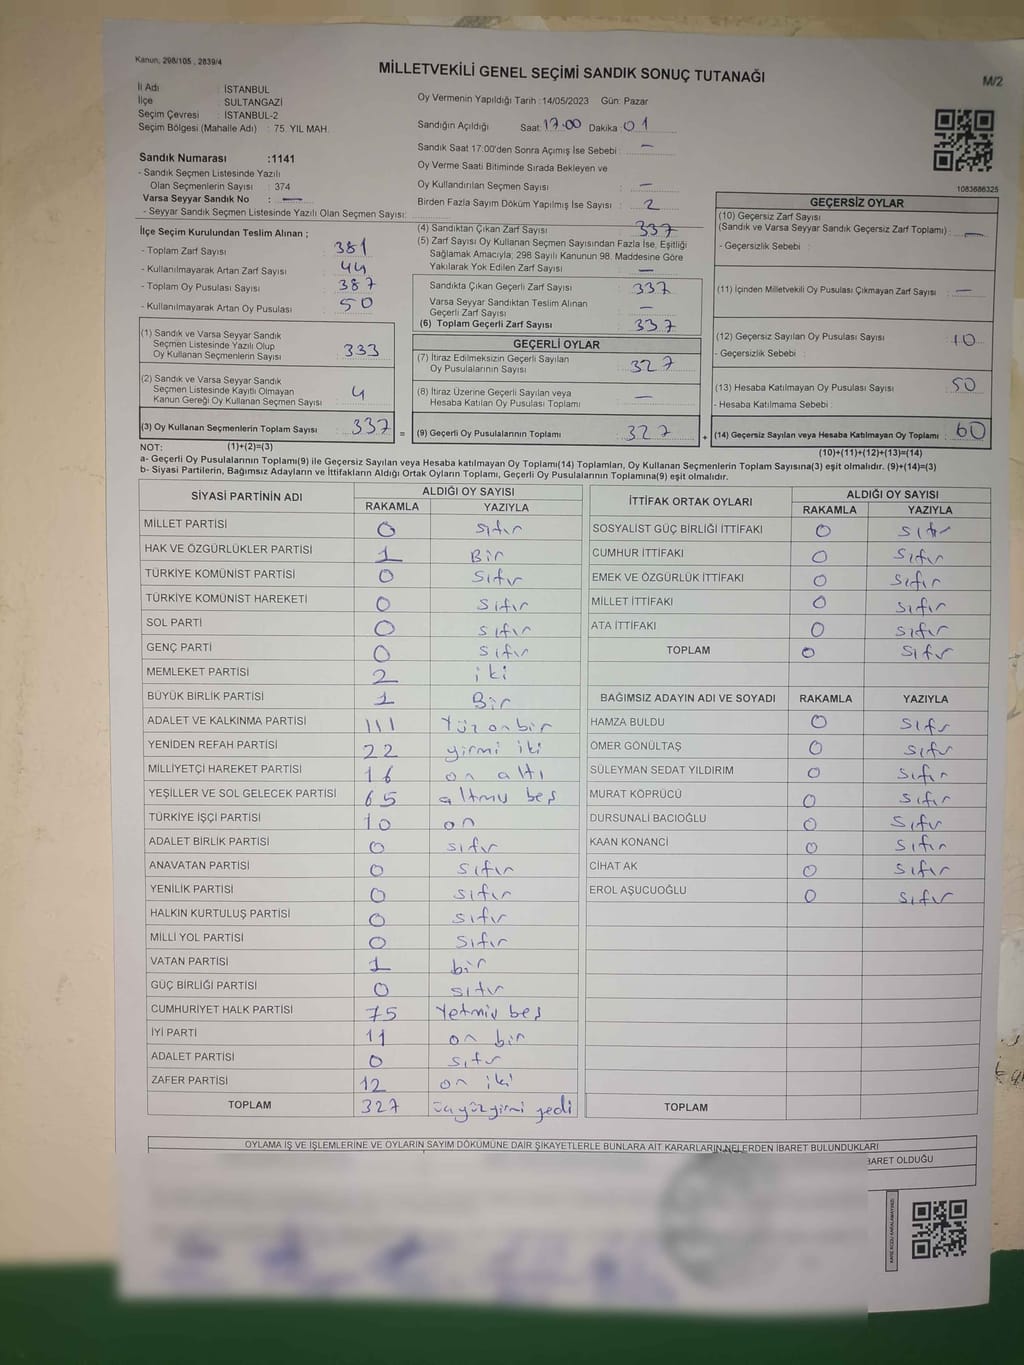 Kanun, 298/105 , 2839/4
MİLLETVEKİLİ GENEL SEÇİMİ SANDIK SONUÇ TUTANAĞI
M/2
İl Adı : İSTANBUL
İlçe : SULTANGAZİ
Seçim Çevresi : İSTANBUL-2
Seçim Bölgesi (Mahalle Adı) : 75. YIL MAH.
Oy Vermenin Yapıldığı Tarih :14/05/2023 Gün: Pazar
Sandığın Açıldığı Saat: 17.00 Dakika: 01
Sandık Saat 17:00'den Sonra Açımış İse Sebebi : —
Oy Verme Saati Bitiminde Sırada Bekleyen ve
Oy Kullandırılan Seçmen Sayısı : —
Birden Fazla Sayım Döküm Yapılmış İse Sayısı : 2
1083686325
Sandık Numarası :1141
- Sandık Seçmen Listesinde Yazılı
Olan Seçmenlerin Sayısı : 374
Varsa Seyyar Sandık No : —
- Seyyar Sandık Seçmen Listesinde Yazılı Olan Seçmen Sayısı:
İlçe Seçim Kurulundan Teslim Alınan ;
- Toplam Zarf Sayısı : 381
- Kullanılmayarak Artan Zarf Sayısı : 44
- Toplam Oy Pusulası Sayısı : 387
- Kullanılmayarak Artan Oy Pusulası : 50
(1) Sandık ve Varsa Seyyar Sandık
Seçmen Listesinde Yazılı Olup
Oy Kullanan Seçmenlerin Sayısı : 333
(2) Sandık ve Varsa Seyyar Sandık
Seçmen Listesinde Kayıtlı Olmayan
Kanun Gereği Oy Kullanan Seçmen Sayısı : 4
(3) Oy Kullanan Seçmenlerin Toplam Sayısı : 337 =
(4) Sandıktan Çıkan Zarf Sayısı : 337
(5) Zarf Sayısı Oy Kullanan Seçmen Sayısından Fazla İse, Eşitliği
Sağlamak Amacıyla; 298 Sayılı Kanunun 98. Maddesine Göre
Yakılarak Yok Edilen Zarf Sayısı : —
Sandıkta Çıkan Geçerli Zarf Sayısı : 337
Varsa Seyyar Sandıktan Teslim Alınan
Geçerli Zarf Sayısı : —
(6) Toplam Geçerli Zarf Sayısı : 337
GEÇERLİ OYLAR
(7) İtiraz Edilmeksizin Geçerli Sayılan
Oy Pusulalarının Sayısı : 327
(8) İtiraz Üzerine Geçerli Sayılan veya
Hesaba Katılan Oy Pusulası Toplamı : —
(9) Geçerli Oy Pusulalarının Toplamı : 327 +
GEÇERSİZ OYLAR
(10) Geçersiz Zarf Sayısı
(Sandık ve Varsa Seyyar Sandık Geçersiz Zarf Toplamı) : —
- Geçersizlik Sebebi :
(11) İçinden Milletvekili Oy Pusulası Çıkmayan Zarf Sayısı : —
(12) Geçersiz Sayılan Oy Pusulası Sayısı : 10
- Geçersizlik Sebebi :
(13) Hesaba Katılmayan Oy Pusulası Sayısı : 50
- Hesaba Katılmama Sebebi :
(14) Geçersiz Sayılan veya Hesaba Katılmayan Oy Toplamı : 60
NOT: (1)+(2)=(3)
(10)+(11)+(12)+(13)=(14)
a- Geçerli Oy Pusulalarının Toplamı(9) ile Geçersiz Sayılan veya Hesaba katılmayan Oy Toplamı(14) Toplamları, Oy Kullanan Seçmenlerin Toplam Sayısına(3) eşit olmalıdır. (9)+(14)=(3)
b- Siyasi Partilerin, Bağımsız Adayların ve İttifakların Aldığı Ortak Oyların Toplamı, Geçerli Oy Pusulalarının Toplamına(9) eşit olmalıdır.
SİYASİ PARTİNİN ADI ALDIĞI OY SAYISI
RAKAMLA YAZIYLA
MİLLET PARTİSİ 0 sıfır
HAK VE ÖZGÜRLÜKLER PARTİSİ 1 Bir
TÜRKİYE KOMÜNİST PARTİSİ 0 sıfır
TÜRKİYE KOMÜNİST HAREKETİ 0 sıfır
SOL PARTİ 0 sıfır
GENÇ PARTİ 0 sıfır
MEMLEKET PARTİSİ 2 iki
BÜYÜK BİRLİK PARTİSİ 1 Bir
ADALET VE KALKINMA PARTİSİ 111 Yüz onbir
YENİDEN REFAH PARTİSİ 22 yirmi iki
MİLLİYETÇİ HAREKET PARTİSİ 16 on altı
YEŞİLLER VE SOL GELECEK PARTİSİ 65 altmış beş
TÜRKİYE İŞÇİ PARTİSİ 10 on
ADALET BİRLİK PARTİSİ 0 sıfır
ANAVATAN PARTİSİ 0 sıfır
YENİLİK PARTİSİ 0 sıfır
HALKIN KURTULUŞ PARTİSİ 0 sıfır
MİLLİ YOL PARTİSİ 0 sıfır
VATAN PARTİSİ 1 bir
GÜÇ BİRLİĞİ PARTİSİ 0 sıfır
CUMHURİYET HALK PARTİSİ 75 Yetmiş beş
İYİ PARTİ 11 on bir
ADALET PARTİSİ 0 sıfır
ZAFER PARTİSİ 12 on iki
TOPLAM 327 üçyüzyirmi yedi
İTTİFAK ORTAK OYLARI ALDIĞI OY SAYISI
RAKAMLA YAZIYLA
SOSYALİST GÜÇ BİRLİĞİ İTTİFAKI 0 sıfır
CUMHUR İTTİFAKI 0 sıfır
EMEK VE ÖZGÜRLÜK İTTİFAKI 0 sıfır
MİLLET İTTİFAKI 0 sıfır
ATA İTTİFAKI 0 sıfır
TOPLAM 0 sıfır
BAĞIMSIZ ADAYIN ADI VE SOYADI RAKAMLA YAZIYLA
HAMZA BULDU 0 sıfır
ÖMER GÖNÜLTAŞ 0 sıfır
SÜLEYMAN SEDAT YILDIRIM 0 sıfır
MURAT KÖPRÜCÜ 0 sıfır
DURSUNALİ BACIOĞLU 0 sıfır
KAAN KONANCİ 0 sıfır
CİHAT AK 0 sıfır
EROL AŞUCUOĞLU 0 sıfır
TOPLAM
OYLAMA İŞ VE İŞLEMLERİNE VE OYLARIN SAYIM DÖKÜMÜNE DAİR ŞİKAYETLERLE BUNLARA AİT KARARLARIN NELERDEN İBARET BULUNDUKLARI
BARET OLDUĞU